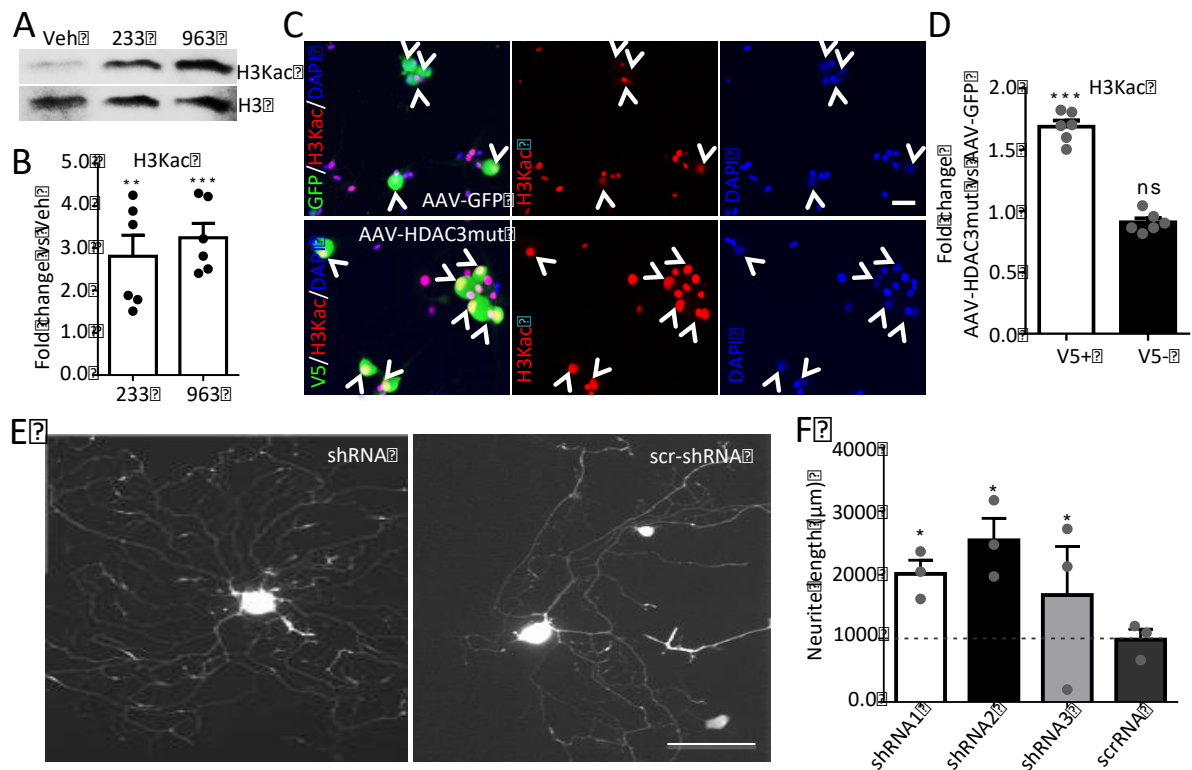 A
Veh 233 963
H3Kac
H3
B
H3Kac
Fold change vs Veh
5.0
4.0
3.0
2.0
1.0
0.0
** ***
233 963
C
GFP/H3Kac/DAPI
AAV-GFP
H3Kac
DAPI
V5/H3Kac/DAPI
AAV-HDAC3mut
H3Kac
DAPI
D
H3Kac
Fold change
AAV-HDAC3mut vs AAV-GFP
2.0
1.5
1.0
0.5
0.0
***
ns
V5+ V5-
E
shRNA
scr-shRNA
F
Neurite length (μm)
4000
3000
2000
1000
0.0
* * *
shRNA1 shRNA2 shRNA3 scrRNA